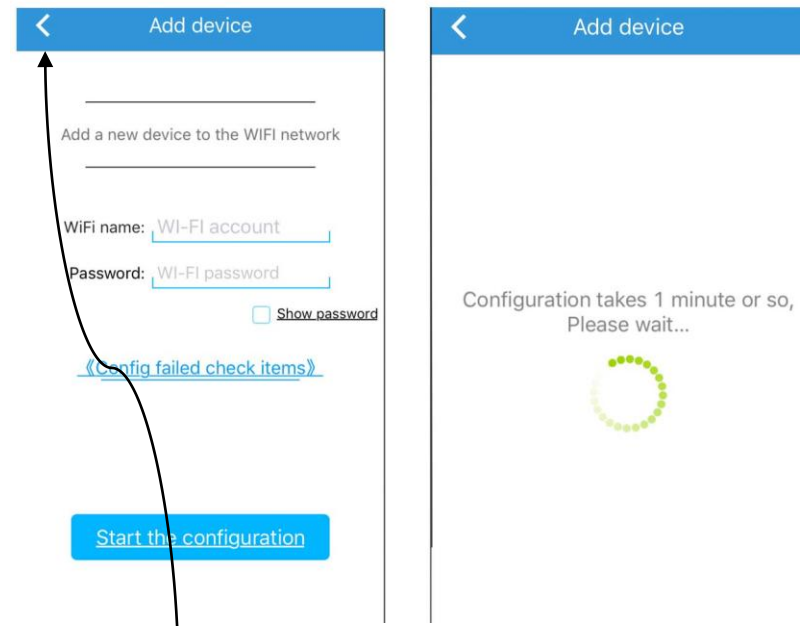 Add device
Add a new device to the WIFI network
WiFi name: WI-FI account
Password: WI-FI password
Show password
《Config failed check items》
Start the configuration
Add device
Configuration takes 1 minute or so,
Please wait...